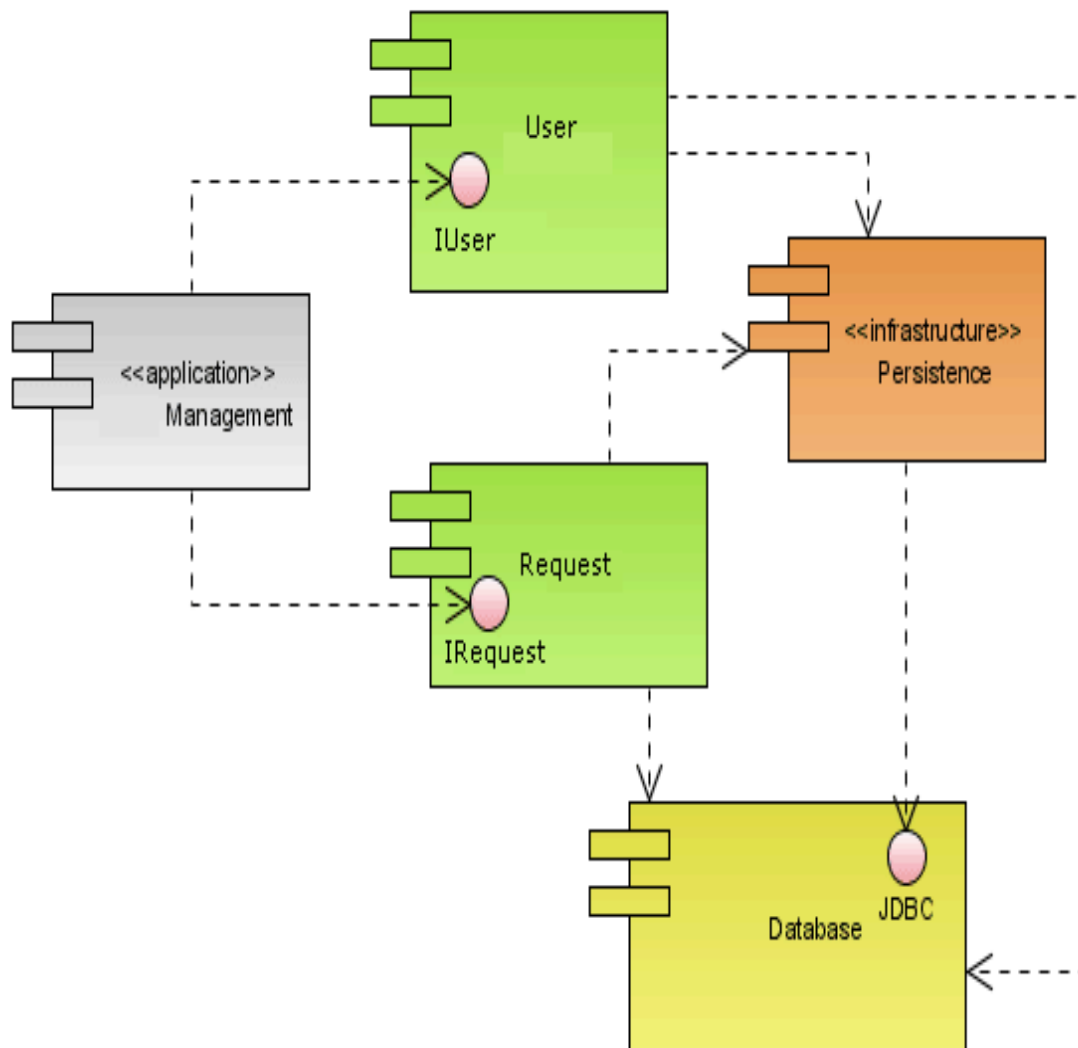 User
IUser
<<infrastructure>>
Persistence
<<application>>
Management
Request
IRequest
JDBC
Database